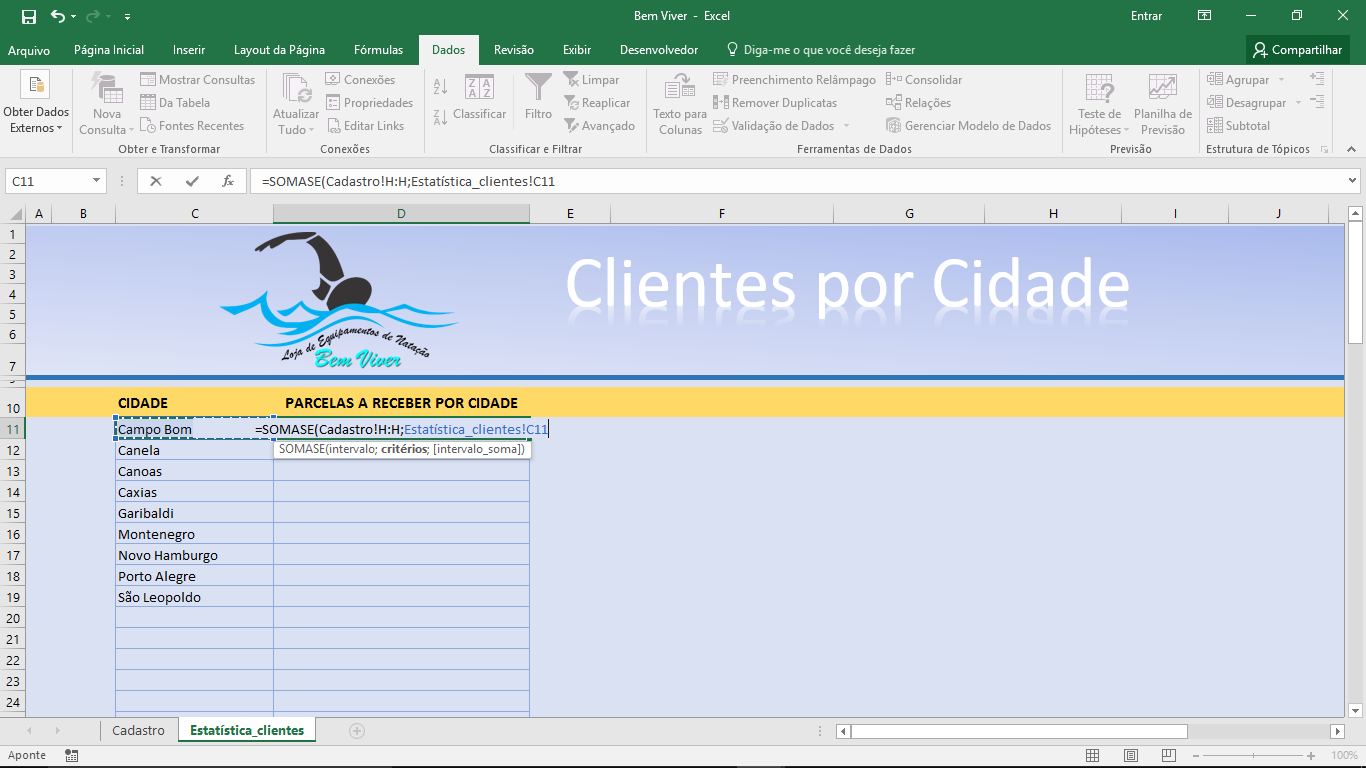 Bem Viver - Excel
Entrar
Arquivo Página Inicial Inserir Layout da Página Fórmulas Dados Revisão Exibir Desenvolvedor Diga-me o que você deseja fazer Compartilhar
Obter Dados Externos
Nova Consulta
Mostrar Consultas
Da Tabela
Fontes Recentes
Obter e Transformar
Atualizar Tudo
Conexões
Propriedades
Editar Links
Conexões
Classificar
Filtro
Limpar
Reaplicar
Avançado
Classificar e Filtrar
Texto para Colunas
Preenchimento Relâmpago
Remover Duplicatas
Validação de Dados
Consolidar
Relações
Gerenciar Modelo de Dados
Ferramentas de Dados
Teste de Hipóteses
Planilha de Previsão
Previsão
Agrupar
Desagrupar
Subtotal
Estrutura de Tópicos
C11 fx =SOMASE(Cadastro!H:H;Estatística_clientes!C11
A B C D E F G H I J
1
2
3
4
5
6
7
Loja de Equipamentos de Natação
Bem Viver
Clientes por Cidade
10 CIDADE PARCELAS A RECEBER POR CIDADE
11 Campo Bom =SOMASE(Cadastro!H:H;Estatística_clientes!C11
SOMASE(intervalo; critérios; [intervalo_soma])
12 Canela
13 Canoas
14 Caxias
15 Garibaldi
16 Montenegro
17 Novo Hamburgo
18 Porto Alegre
19 São Leopoldo
20
21
22
23
24
Cadastro Estatística_clientes
Aponte 100%